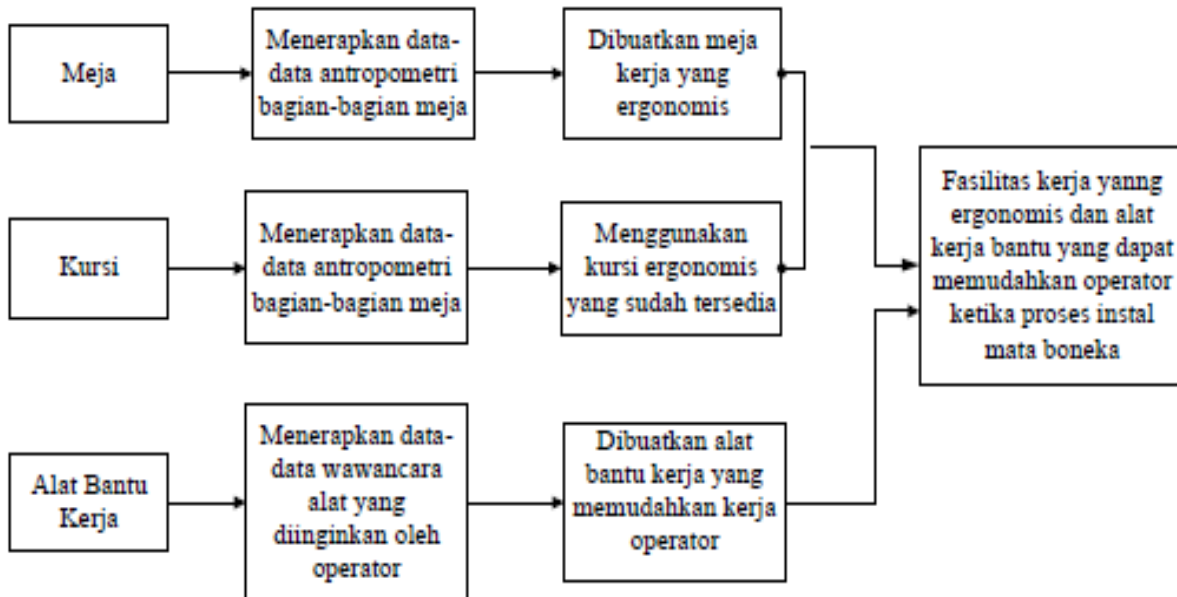 Meja
Menerapkan data-
data antropometri
bagian-bagian meja
Dibuatkan meja
kerja yang
ergonomis
Kursi
Menerapkan data-
data antropometri
bagian-bagian meja
Menggunakan
kursi ergonomis
yang sudah tersedia
Alat Bantu
Kerja
Menerapkan data-
data wawancara
alat yang
diinginkan oleh
operator
Dibuatkan alat
bantu kerja yang
memudahkan kerja
operator
Fasilitas kerja yanng
ergonomis dan alat
kerja bantu yang dapat
memudahkan operator
ketika proses instal
mata boneka